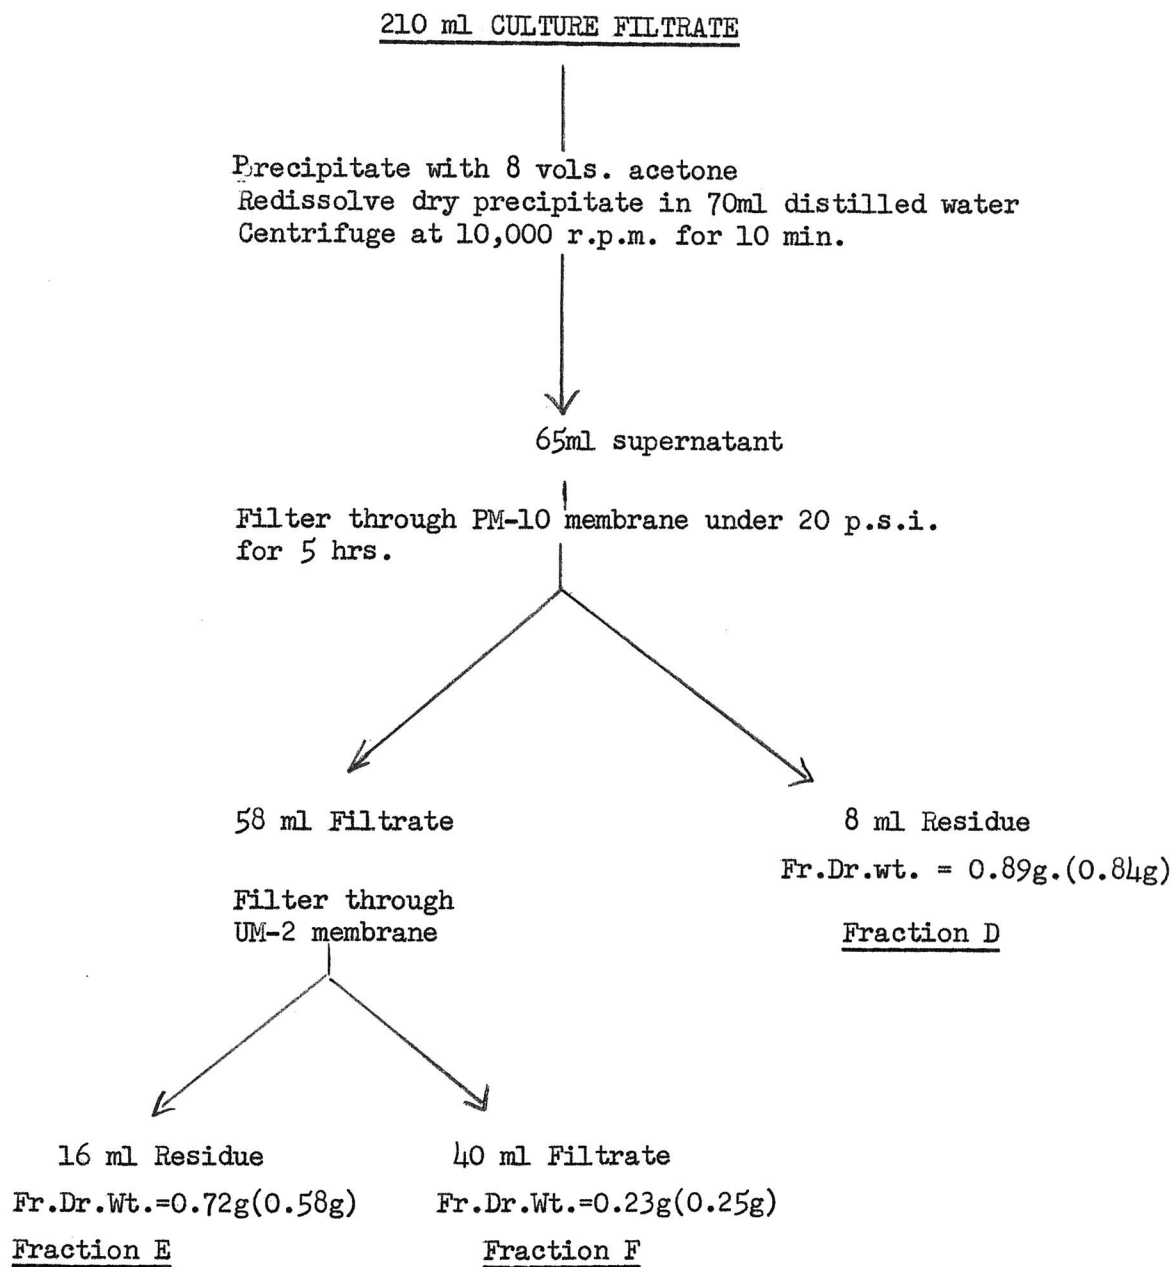 210 ml CULTURE FILTRATE
Precipitate with 8 vols. acetone
Redissolve dry precipitate in 70ml distilled water
Centrifuge at 10,000 r.p.m. for 10 min.
65ml supernatant
Filter through PM-10 membrane under 20 p.s.i.
for 5 hrs.
58 ml Filtrate
8 ml Residue
Fr.Dr.wt. = 0.89g.(0.84g)
Fraction D
Filter through
UM-2 membrane
16 ml Residue
Fr.Dr.Wt.=0.72g(0.58g)
Fraction E
40 ml Filtrate
Fr.Dr.Wt.=0.23g(0.25g)
Fraction F